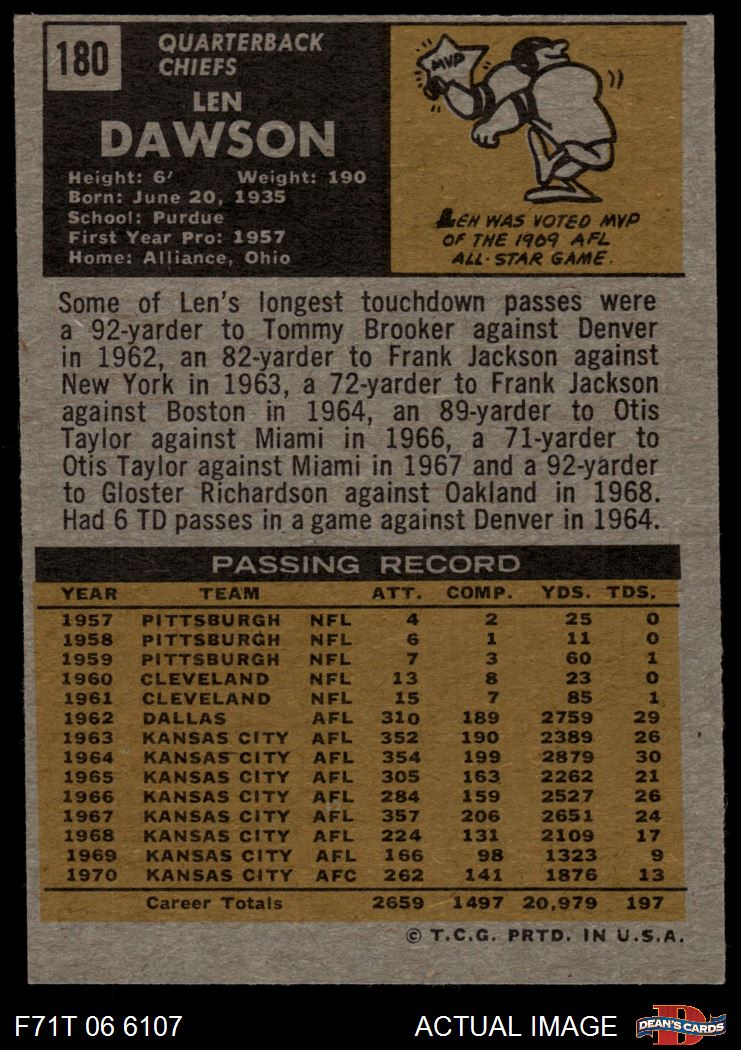 180
QUARTERBACK
CHIEFS
LEN
DAWSON
Height: 6' Weight: 190
Born: June 20, 1935
School: Purdue
First Year Pro: 1957
Home: Alliance, Ohio
MVP
LEN WAS VOTED MVP
OF THE 1969 AFL
ALL-STAR GAME.
Some of Len's longest touchdown passes were
a 92-yarder to Tommy Brooker against Denver
in 1962, an 82-yarder to Frank Jackson against
New York in 1963, a 72-yarder to Frank Jackson
against Boston in 1964, an 89-yarder to Otis
Taylor against Miami in 1966, a 71-yarder to
Otis Taylor against Miami in 1967 and a 92-yarder
to Gloster Richardson against Oakland in 1968.
Had 6 TD passes in a game against Denver in 1964.
PASSING RECORD
YEAR TEAM ATT. COMP. YDS. TDS.
1957 PITTSBURGH NFL 4 2 25 0
1958 PITTSBURGH NFL 6 1 11 0
1959 PITTSBURGH NFL 7 3 60 1
1960 CLEVELAND NFL 13 8 23 0
1961 CLEVELAND NFL 15 7 85 1
1962 DALLAS AFL 310 189 2759 29
1963 KANSAS CITY AFL 352 190 2389 26
1964 KANSAS CITY AFL 354 199 2879 30
1965 KANSAS CITY AFL 305 163 2262 21
1966 KANSAS CITY AFL 284 159 2527 26
1967 KANSAS CITY AFL 357 206 2651 24
1968 KANSAS CITY AFL 224 131 2109 17
1969 KANSAS CITY AFL 166 98 1323 9
1970 KANSAS CITY AFC 262 141 1876 13
Career Totals 2659 1497 20,979 197
© T.C.G. PRTD. IN U.S.A.
F71T 06 6107 ACTUAL IMAGE
D
DEAN'S CARDS